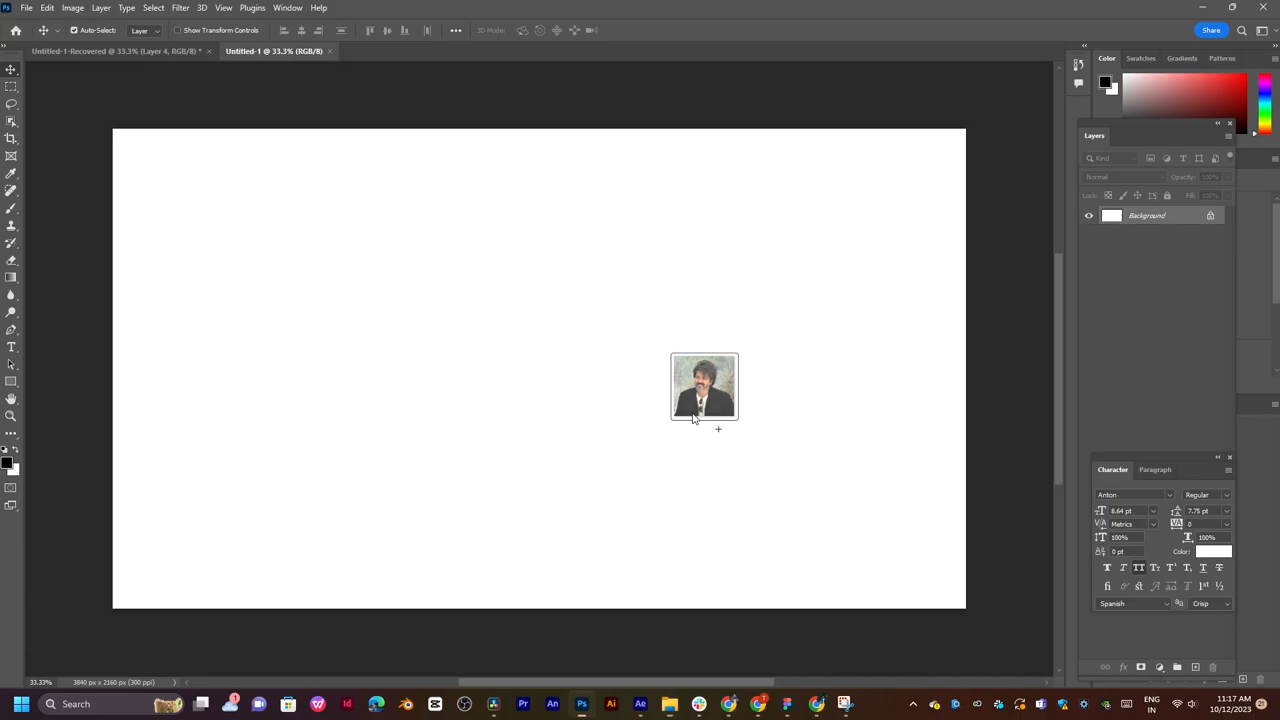 File Edit Image Layer Type Select Filter 3D View Plugins Window Help
Auto-Select: Layer Show Transform Controls 3D Mode: Share
Untitled-1-Recovered @ 33.3% (Layer 4, RGB/8) * × Untitled-1 @ 33.3% (RGB/8) ×
Color Swatches Gradients Patterns
Layers
Kind
Normal Opacity: 100%
Lock: Fill: 100%
Background
Character Paragraph
Anton Regular
8.64 pt 7.75 pt
Metrics 0
100% 100%
0 pt Color:
Spanish Crisp
33.33% 3840 px x 2160 px (300 ppi)
Search
ENG
IN
11:17 AM
10/12/2023